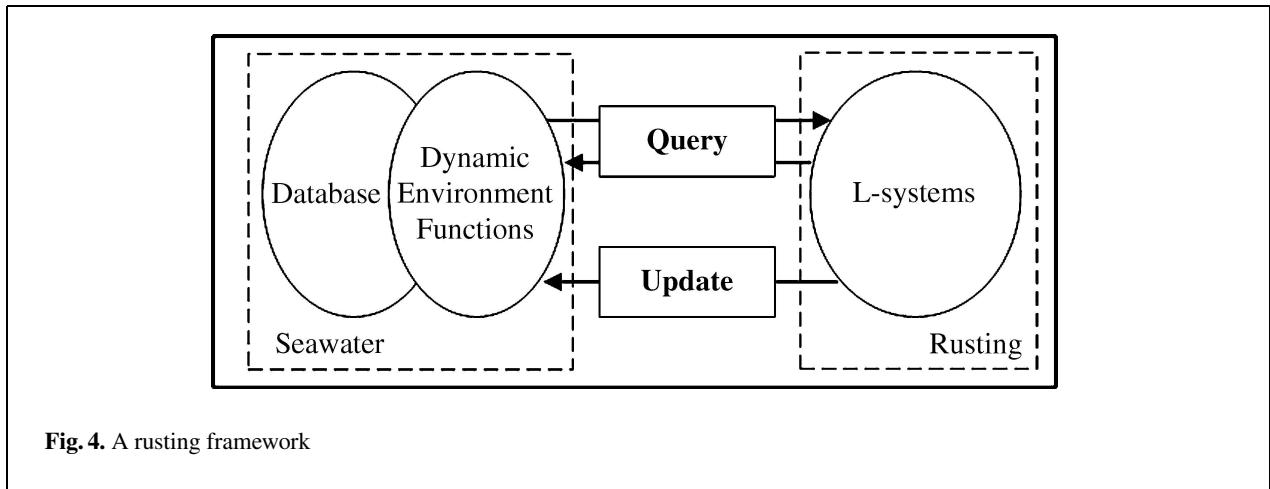 Database
Dynamic
Environment
Functions
Seawater
Query
Update
L-systems
Rusting
Fig. 4. A rusting framework